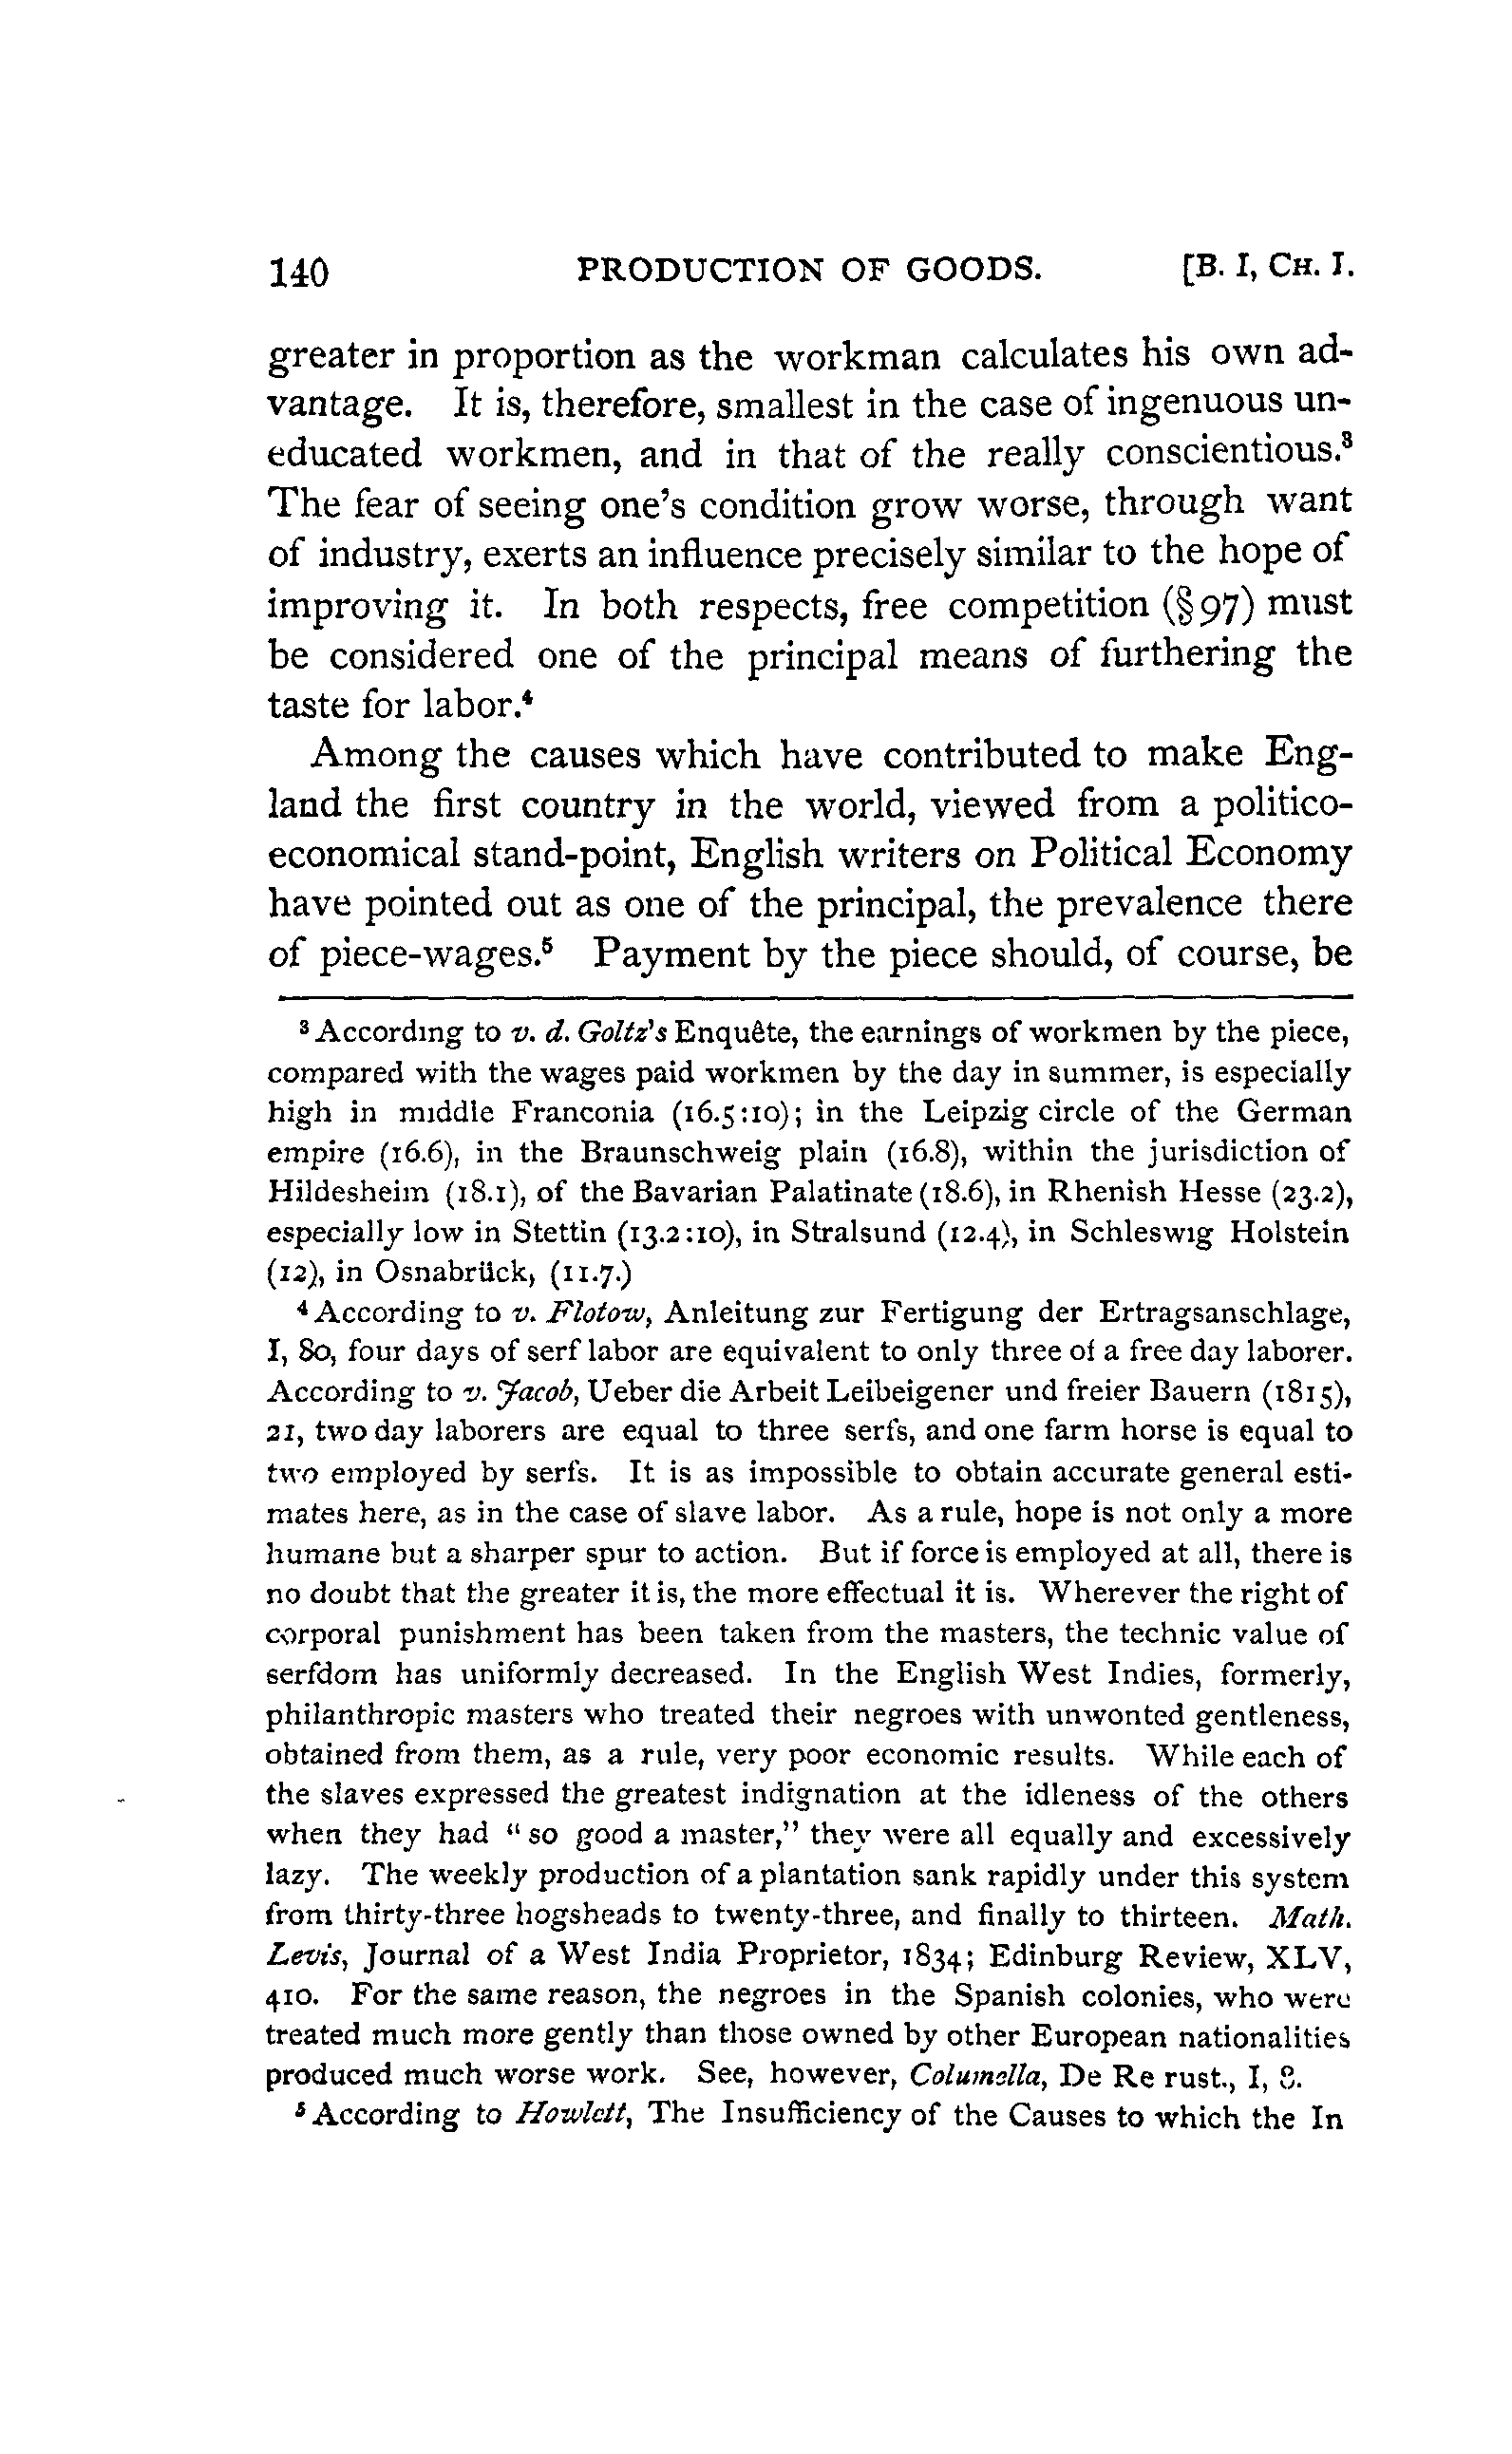 140 PRODUCTION OF GOODS. [B. I, CH. I.
greater in proportion as the workman calculates his own ad-
vantage. It is, therefore, smallest in the case of ingenuous un-
educated workmen, and in that of the really conscientious.³
The fear of seeing one's condition grow worse, through want
of industry, exerts an influence precisely similar to the hope of
improving it. In both respects, free competition (§ 97) must
be considered one of the principal means of furthering the
taste for labor.⁴
Among the causes which have contributed to make Eng-
land the first country in the world, viewed from a politico-
economical stand-point, English writers on Political Economy
have pointed out as one of the principal, the prevalence there
of piece-wages.⁵ Payment by the piece should, of course, be
³ According to v. d. Goltz's Enquête, the earnings of workmen by the piece,
compared with the wages paid workmen by the day in summer, is especially
high in middle Franconia (16.5:10); in the Leipzig circle of the German
empire (16.6), in the Braunschweig plain (16.8), within the jurisdiction of
Hildesheim (18.1), of the Bavarian Palatinate (18.6), in Rhenish Hesse (23.2),
especially low in Stettin (13.2:10), in Stralsund (12.4), in Schleswig Holstein
(12), in Osnabrück, (11.7.)
⁴ According to v. Flotow, Anleitung zur Fertigung der Ertragsanschlage,
I, 80, four days of serf labor are equivalent to only three of a free day laborer.
According to v. Jacob, Ueber die Arbeit Leibeigener und freier Bauern (1815),
21, two day laborers are equal to three serfs, and one farm horse is equal to
two employed by serfs. It is as impossible to obtain accurate general esti-
mates here, as in the case of slave labor. As a rule, hope is not only a more
humane but a sharper spur to action. But if force is employed at all, there is
no doubt that the greater it is, the more effectual it is. Wherever the right of
corporal punishment has been taken from the masters, the technic value of
serfdom has uniformly decreased. In the English West Indies, formerly,
philanthropic masters who treated their negroes with unwonted gentleness,
obtained from them, as a rule, very poor economic results. While each of
the slaves expressed the greatest indignation at the idleness of the others
when they had "so good a master," they were all equally and excessively
lazy. The weekly production of a plantation sank rapidly under this system
from thirty-three hogsheads to twenty-three, and finally to thirteen. Math.
Levis, Journal of a West India Proprietor, 1834; Edinburg Review, XLV,
410. For the same reason, the negroes in the Spanish colonies, who were
treated much more gently than those owned by other European nationalities
produced much worse work. See, however, Columella, De Re rust., I, 8.
⁵ According to Howlett, The Insufficiency of the Causes to which the In